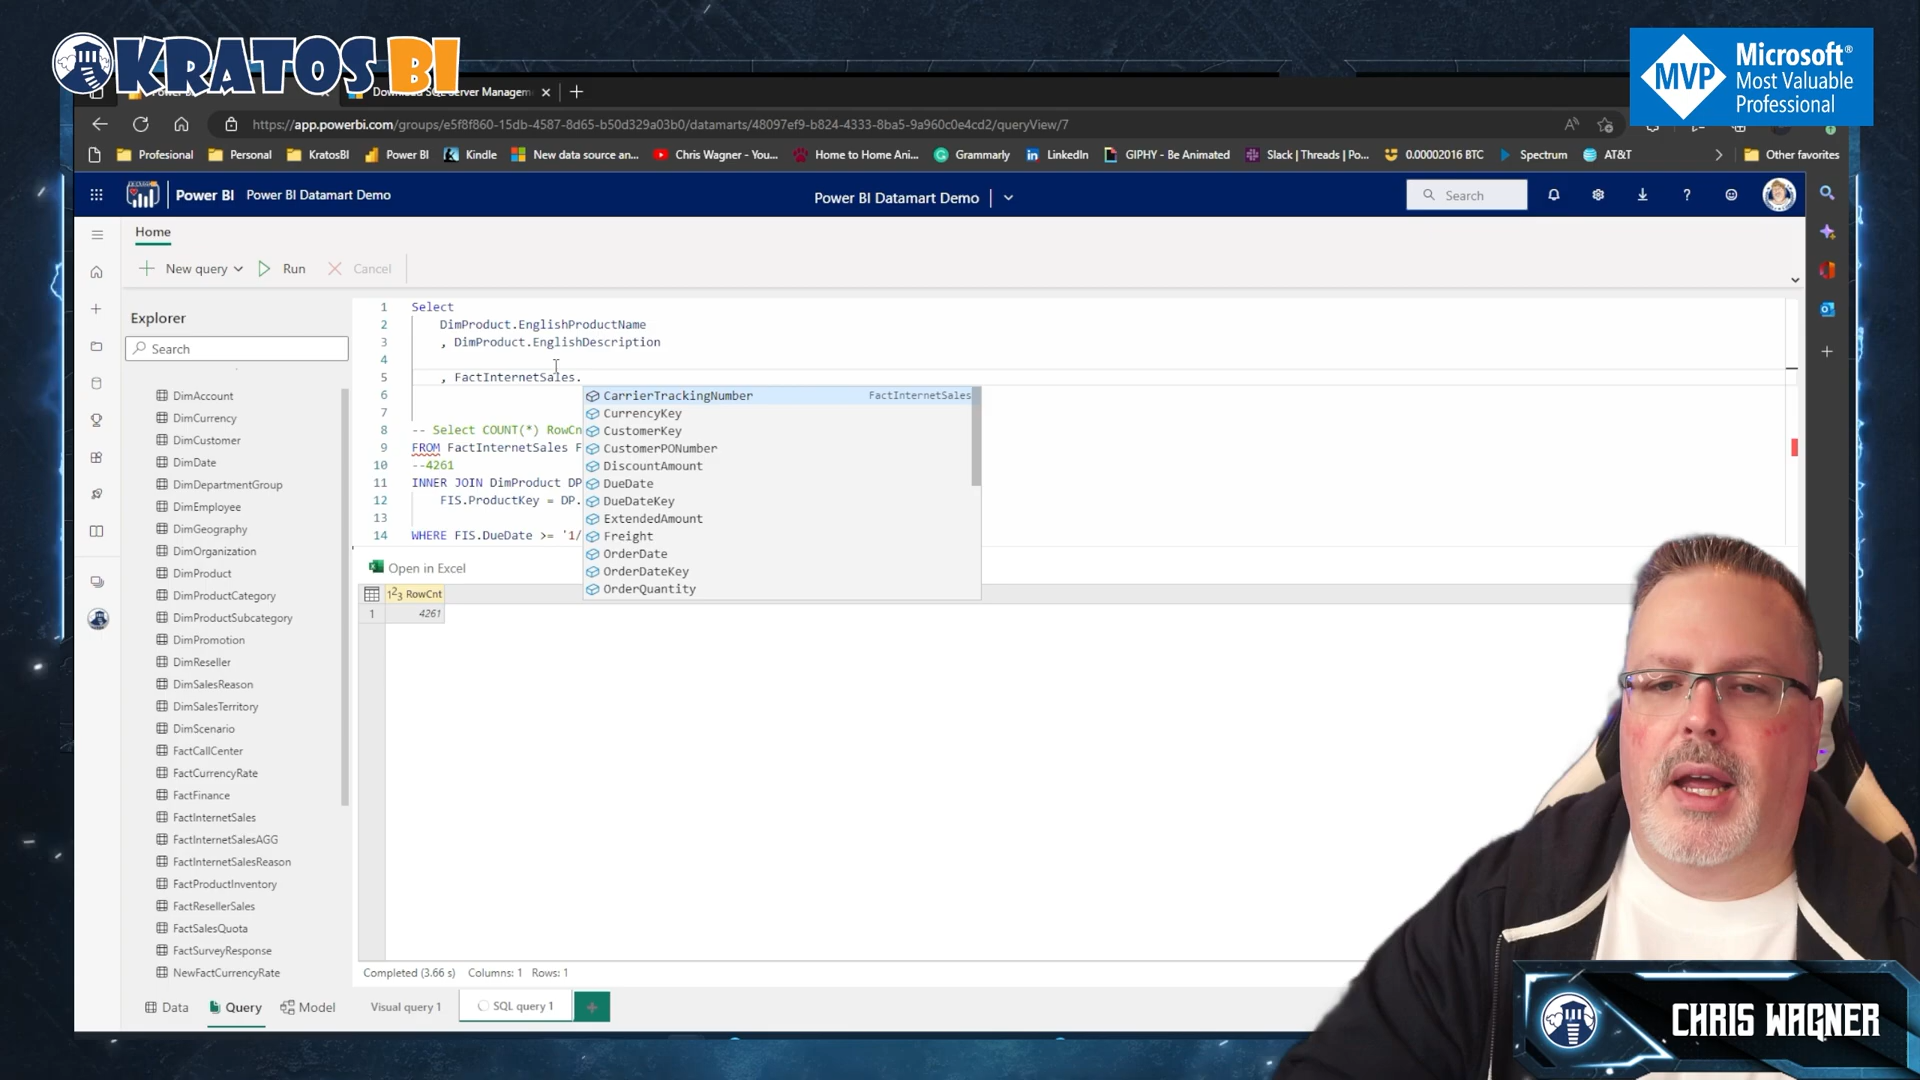 KRATOS BI
Microsoft®
Most Valuable
Professional
MVP
Download SQL Server Managem
https://app.powerbi.com/groups/e5f8f860-15db-4587-8d65-b50d329a03b0/datamarts/48097ef9-b824-4333-8ba5-9a960c0e4cd2/queryView/7
Profesional Personal KratosBI Power BI Kindle New data source an... Chris Wagner - You... Home to Home Ani... Grammarly LinkedIn GIPHY - Be Animated Slack | Threads | Po... 0.00002016 BTC Spectrum AT&T Other favorites
Power BI Power BI Datamart Demo Power BI Datamart Demo Search
Home
New query Run Cancel
Explorer
Search
DimAccount
DimCurrency
DimCustomer
DimDate
DimDepartmentGroup
DimEmployee
DimGeography
DimOrganization
DimProduct
DimProductCategory
DimProductSubcategory
DimPromotion
DimReseller
DimSalesReason
DimSalesTerritory
DimScenario
FactCallCenter
FactCurrencyRate
FactFinance
FactInternetSales
FactInternetSalesAGG
FactInternetSalesReason
FactProductInventory
FactResellerSales
FactSalesQuota
FactSurveyResponse
NewFactCurrencyRate
1 Select
2 DimProduct.EnglishProductName
3 , DimProduct.EnglishDescription
4
5 , FactInternetSales.
6
7
8 -- Select COUNT(*) RowCn
9 FROM FactInternetSales F
10 --4261
11 INNER JOIN DimProduct DP
12 FIS.ProductKey = DP.
13
14 WHERE FIS.DueDate >= '1/
CarrierTrackingNumber FactInternetSales
CurrencyKey
CustomerKey
CustomerPONumber
DiscountAmount
DueDate
DueDateKey
ExtendedAmount
Freight
OrderDate
OrderDateKey
OrderQuantity
Open in Excel
123 RowCnt
1 4261
Completed (3.66 s) Columns: 1 Rows: 1
Data Query Model Visual query 1 SQL query 1
CHRIS WAGNER